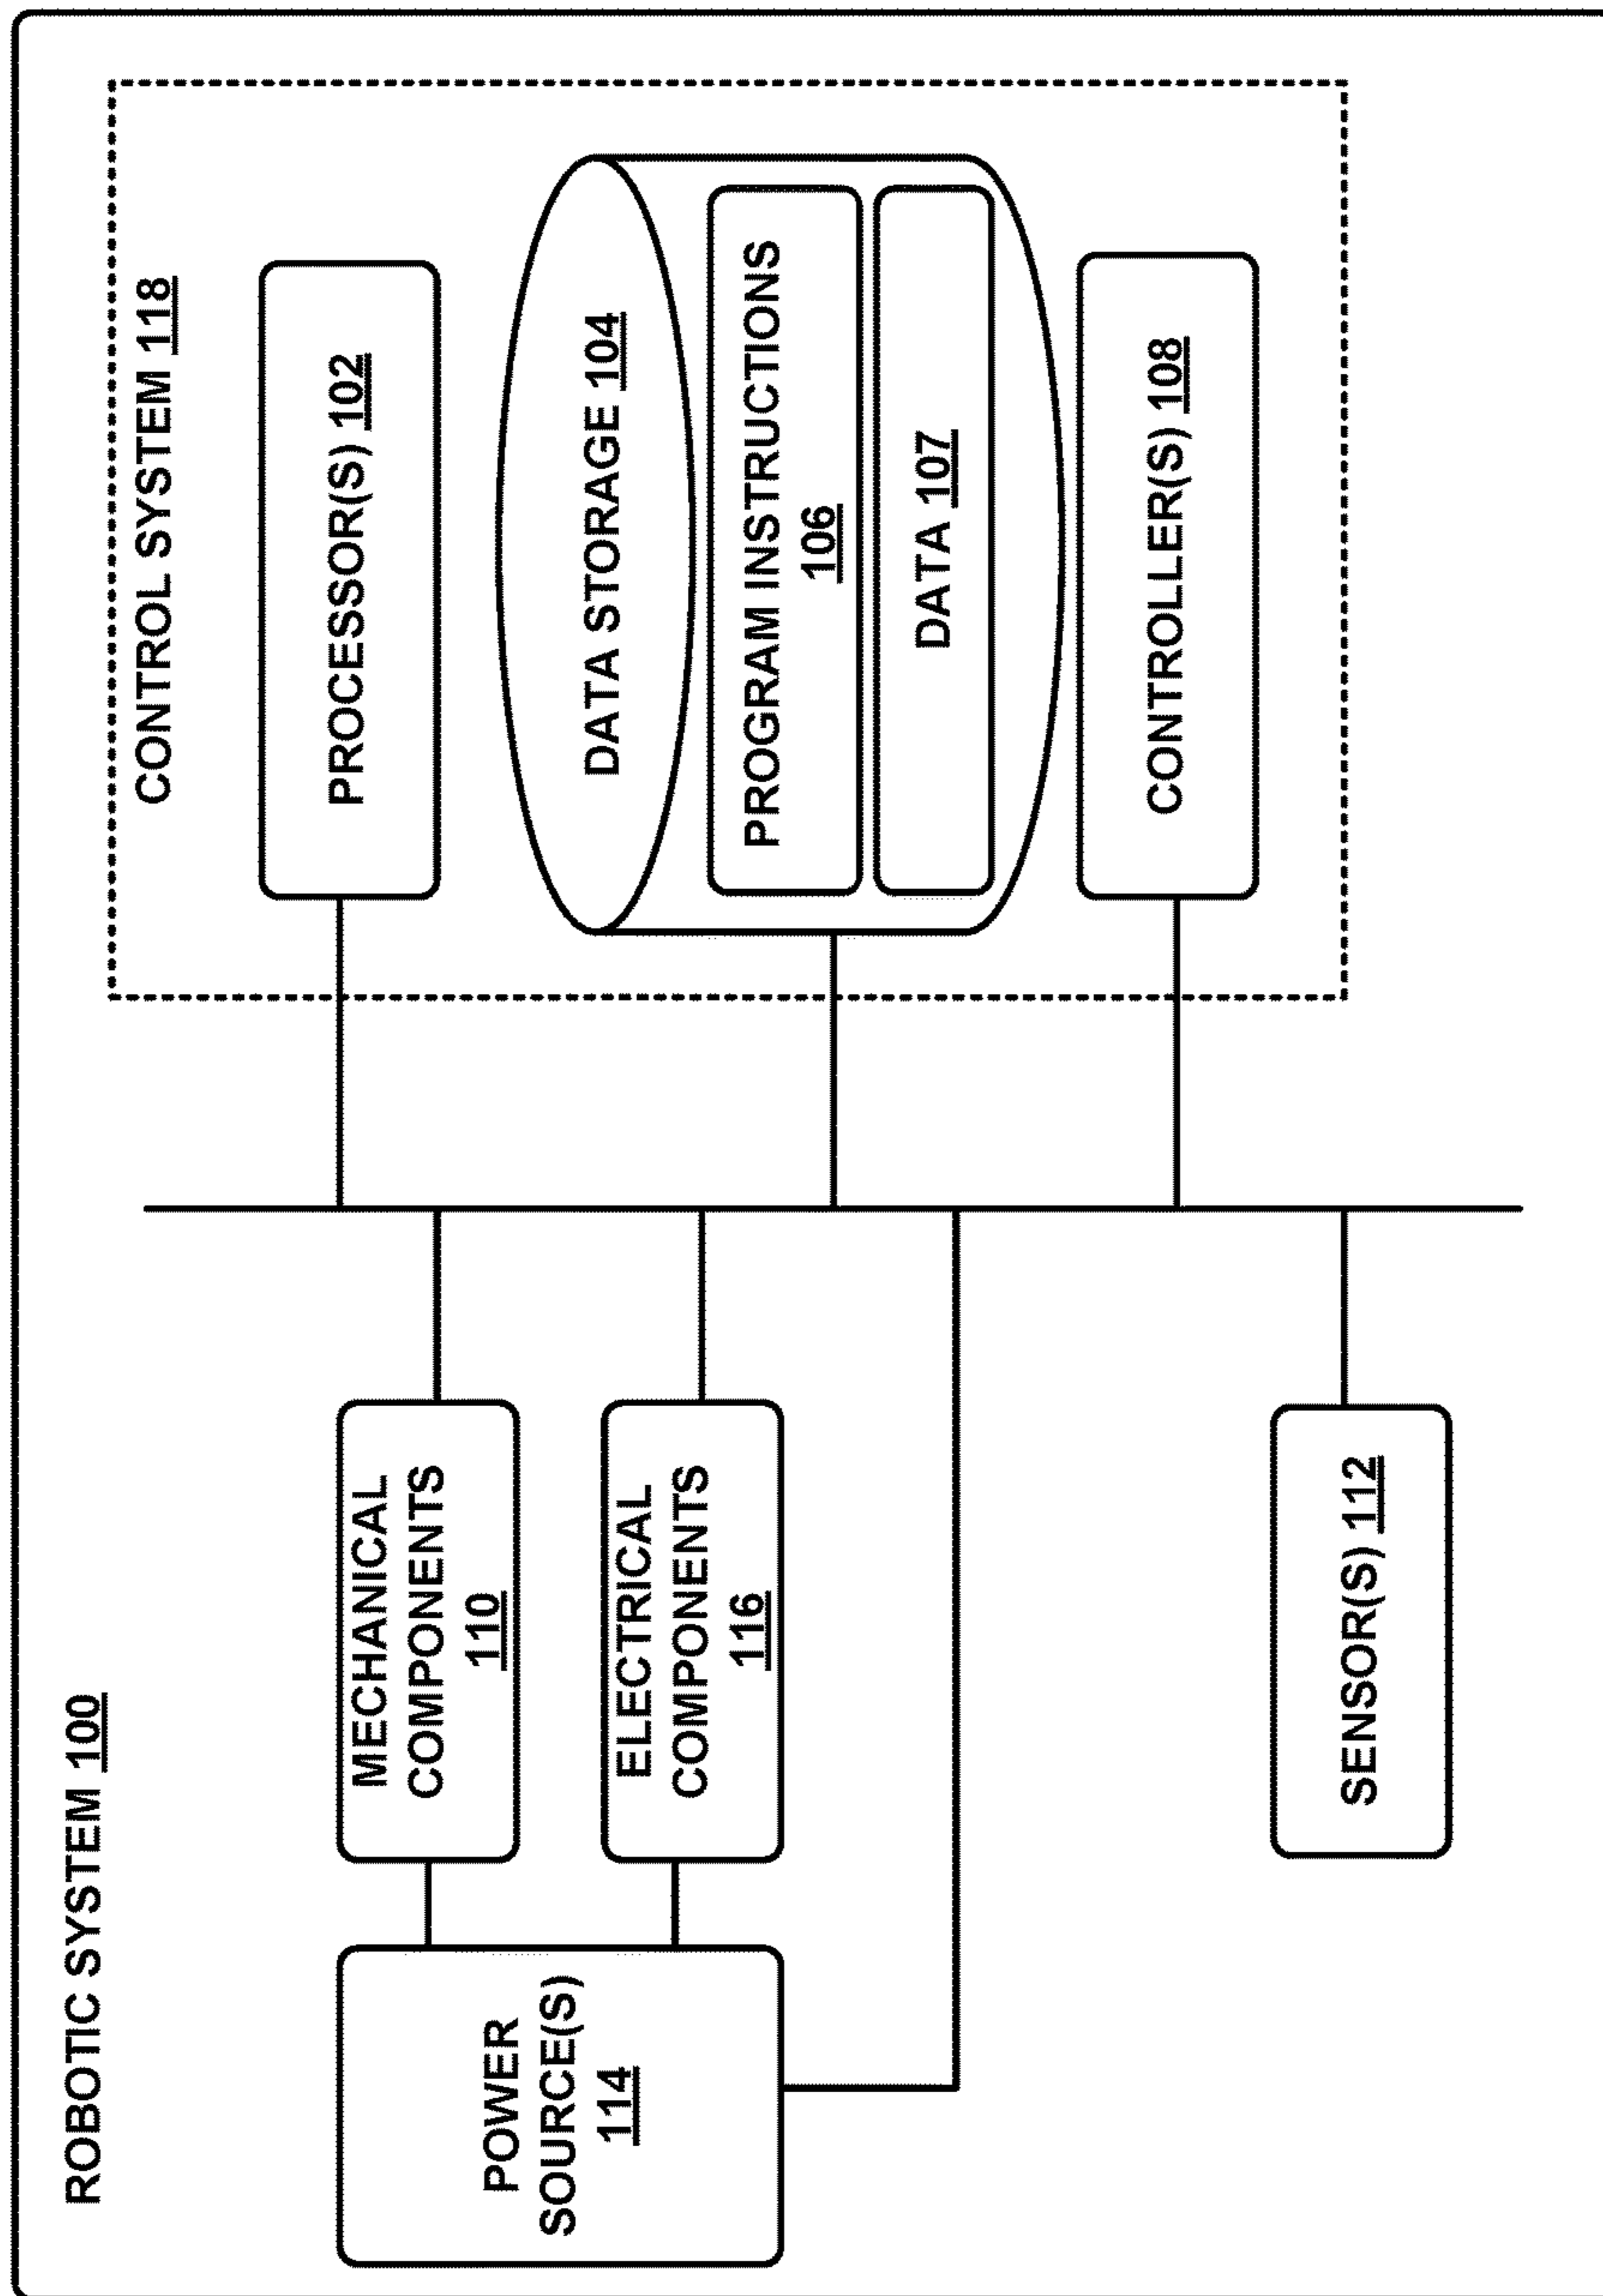 ROBOTIC SYSTEM 100
CONTROL SYSTEM 118
POWER
SOURCE(S)
114
MECHANICAL
COMPONENTS
110
ELECTRICAL
COMPONENTS
116
SENSOR(S) 112
PROCESSOR(S) 102
DATA STORAGE 104
PROGRAM INSTRUCTIONS
106
DATA 107
CONTROLLER(S) 108